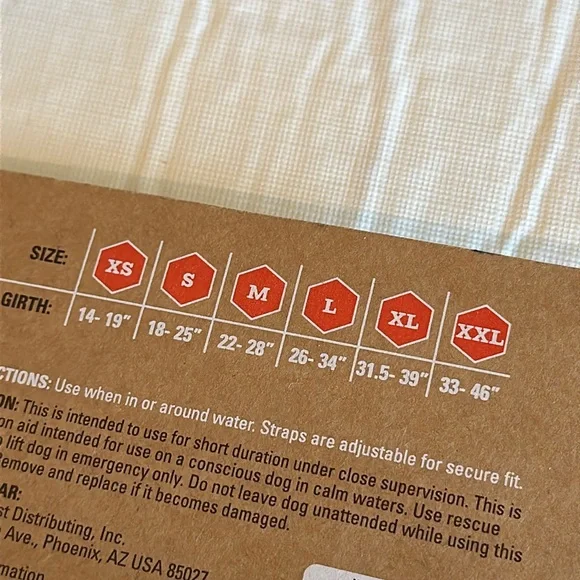 SIZE: XS S M L XL XXL
GIRTH: 14- 19" 18- 25" 22- 28" 26- 34" 31.5- 39" 33- 46"
CTIONS: Use when in or around water. Straps are adjustable for secure fit.
ON: This is intended to use for short duration under close supervision. This is
on aid intended for use on a conscious dog in calm waters. Use rescue
lift dog in emergency only. Do not leave dog unattended while using this
Remove and replace if it becomes damaged.
AR:
st Distributing, Inc.
Ave., Phoenix, AZ USA 85027
mation